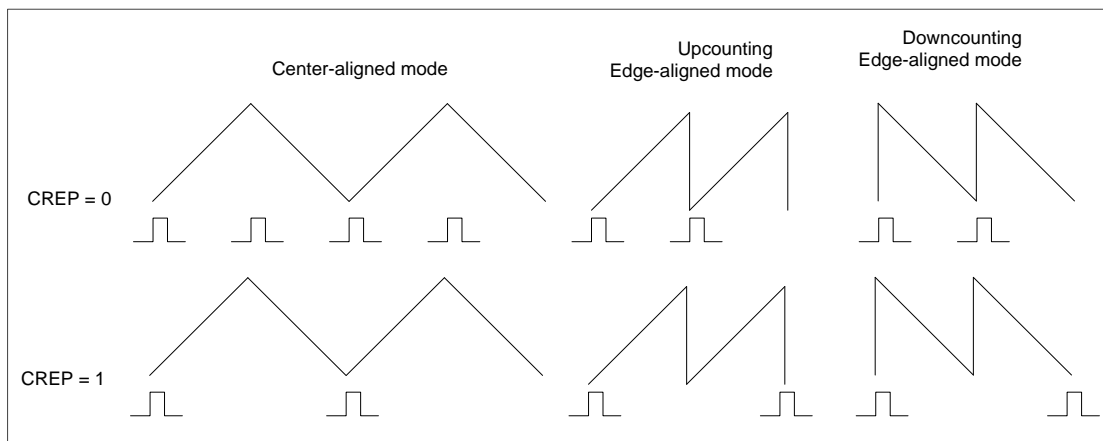 Center-aligned mode
Upcounting
Edge-aligned mode
Downcounting
Edge-aligned mode
CREP = 0
CREP = 1